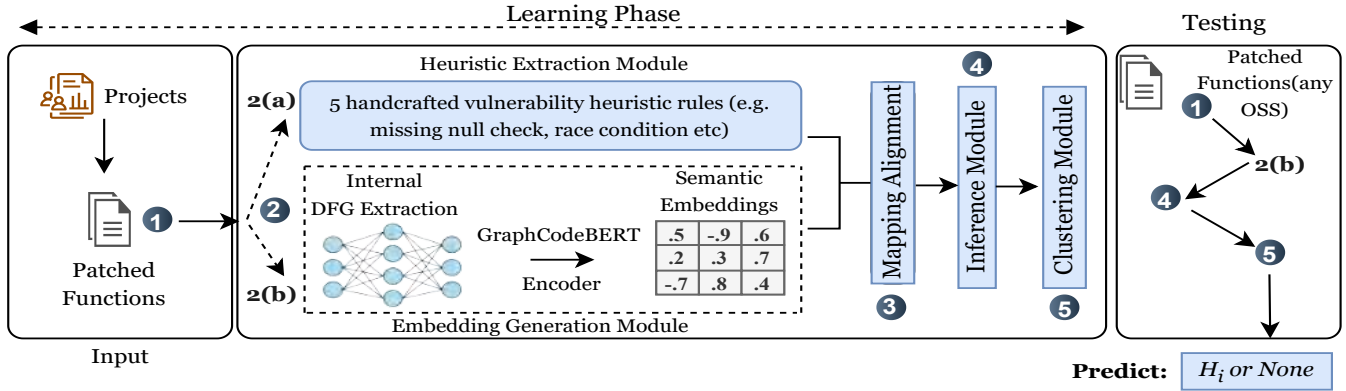 Learning Phase
Testing
Projects
1
Patched
Functions
Input
Heuristic Extraction Module
2(a)
5 handcrafted vulnerability heuristic rules (e.g.
missing null check, race condition etc)
2
2(b)
Internal
DFG Extraction
GraphCodeBERT
Encoder
Semantic
Embeddings
.5 -.9 .6
.2 .3 .7
-.7 .8 .4
Embedding Generation Module
Mapping Alignment
3
4
Inference Module
Clustering Module
5
Patched
Functions(any
OSS)
1
2(b)
4
5
Predict: H_i or None